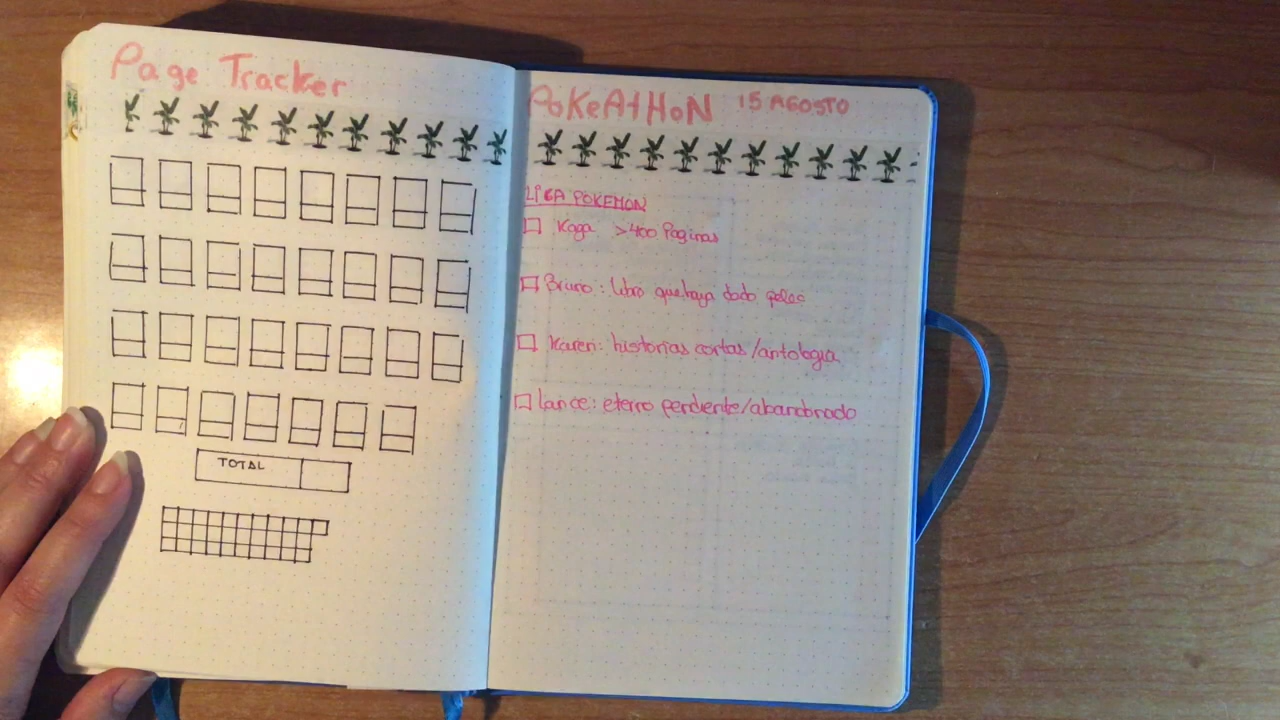 Page Tracker
TOTAL
PoKeAtHoN 15 AGOSTO
LIGA POKEMON
Koga >400 Paginas
Bruno: libro que haya dado pelec
Karen: historias cortas/antologia
Lance: eterno pendiente/abandonado